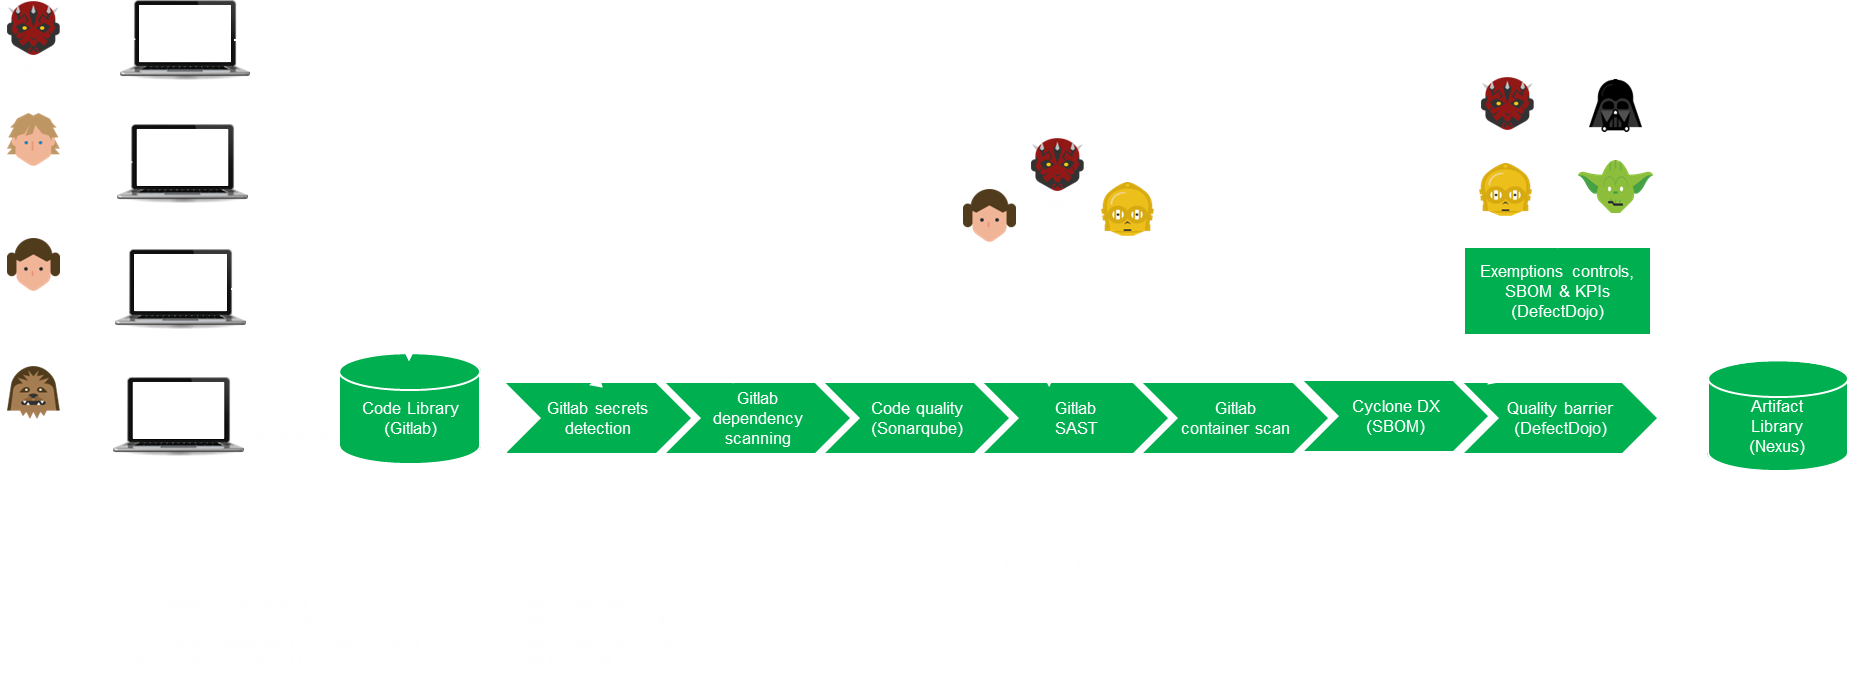 Exemptions controls,
SBOM & KPIs
(DefectDojo)
Code Library
(Gitlab)
Gitlab secrets
detection
Gitlab
dependency
scanning
Code quality
(Sonarqube)
Gitlab
SAST
Gitlab
container scan
Cyclone DX
(SBOM)
Quality barrier
(DefectDojo)
Artifact
Library
(Nexus)